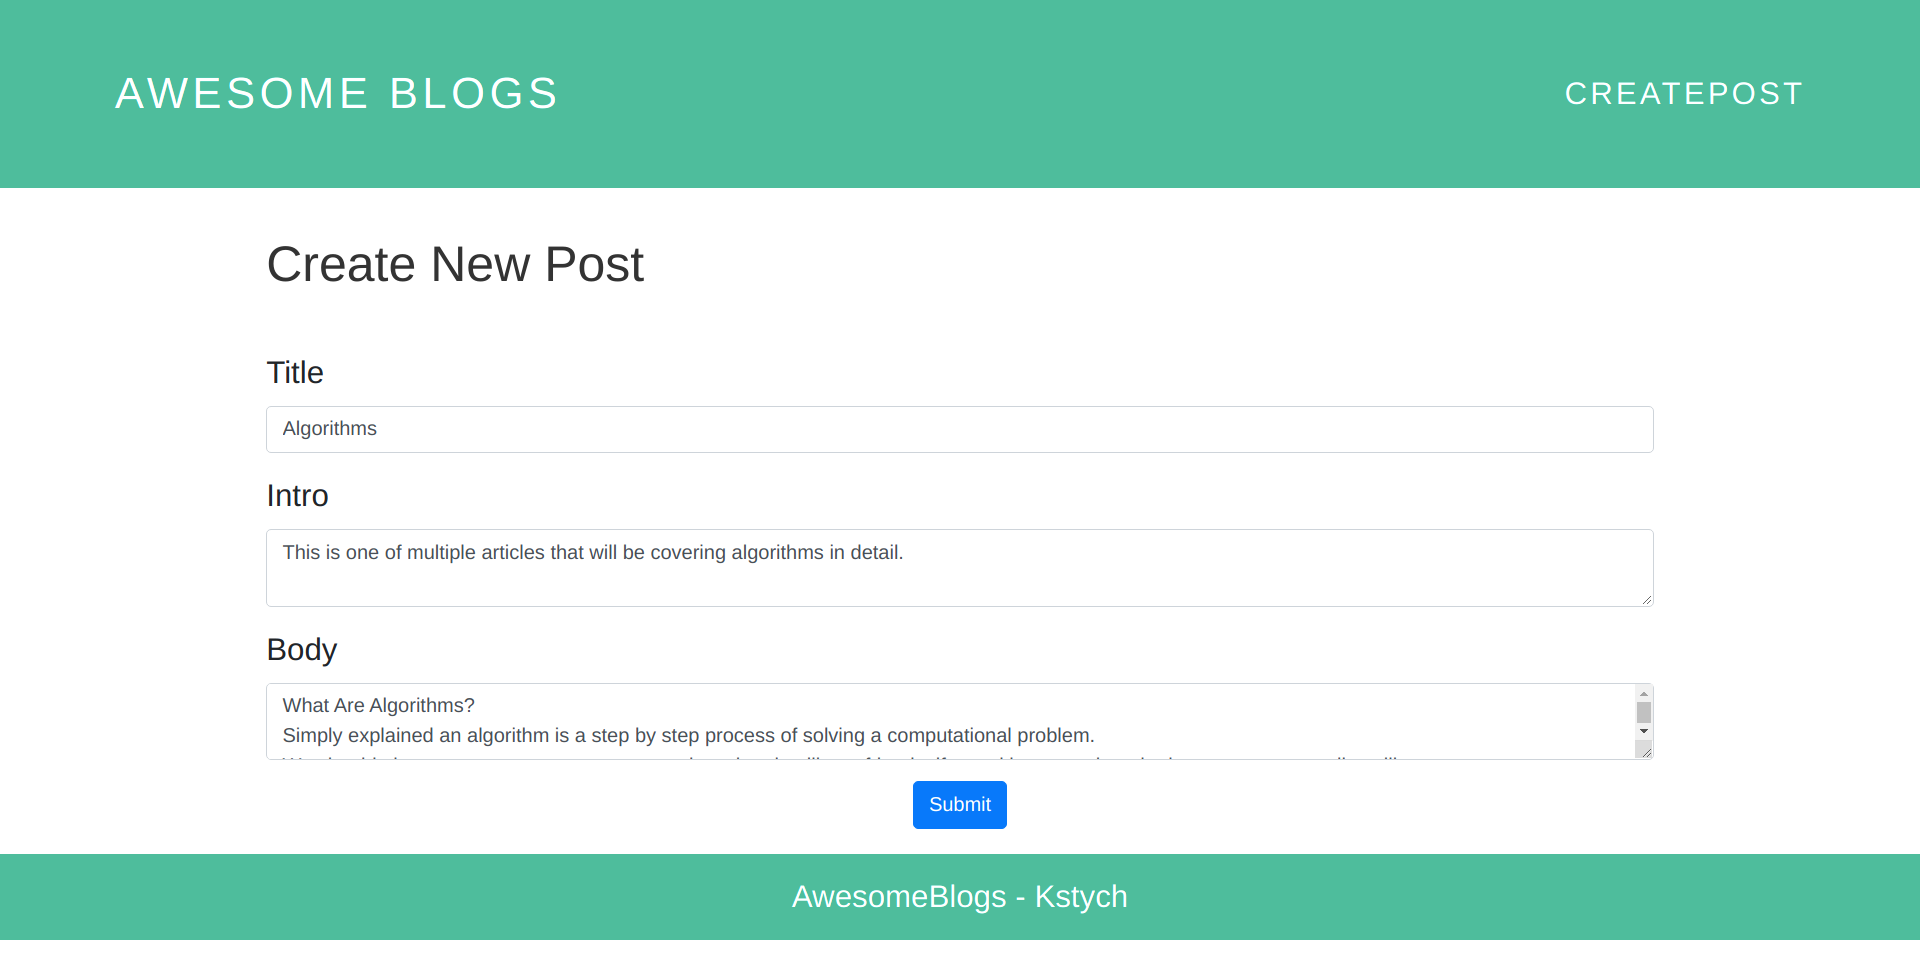 AWESOME BLOGS
CREATEPOST
Create New Post
Title
Algorithms
Intro
This is one of multiple articles that will be covering algorithms in detail.
Body
What Are Algorithms?
Simply explained an algorithm is a step by step process of solving a computational problem.
Submit
AwesomeBlogs - Kstych